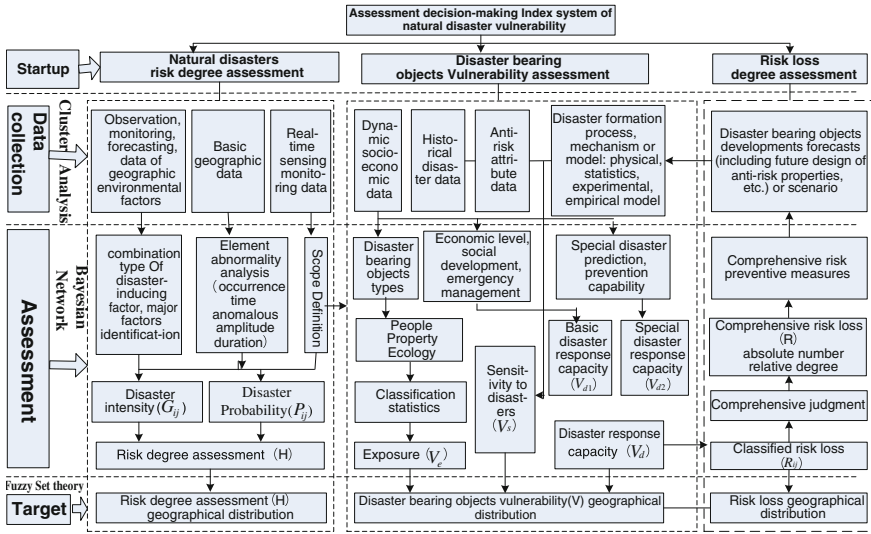 Assessment decision-making Index system of
natural disaster vulnerability
Startup
Natural disasters
risk degree assessment
Disaster bearing
objects Vulnerability assessment
Risk loss
degree assessment
Data
collection
Cluster Analysis
Observation,
monitoring,
forecasting,
data of
geographic
environmental
factors
Basic
geographic
data
Real-
time
sensing
monito-
ring data
Dyna-
mic
socio-
econo-
mic
data
Histo-
rical
disas-
ter data
Anti-
risk
attribute
data
Disaster formation
process,
mechanism or
model: physical,
statistics,
experimental,
empirical model
Disaster bearing objects
developments forecasts
(including future design of
anti-risk properties,
etc.) or scenario
Assessment
Bayesian
Network
combination
type Of
disaster-
inducing
factor, major
factors
identificat-ion
Element
abnormality
analysis
(occurrence
time
anomalous
amplitude
duration)
Scope Definition
Disaster
bearing
objects
types
Economic level,
social
development,
emergency
management
Special disaster
prediction,
prevention
capability
Comprehensive risk
preventive measures
People
Property
Ecology
Sensit-
ivity to
disast-
ers
(Vs)
Basic
disaster
response
capacity
(Vd1)
Special
disaster
response
capacity
(Vd2)
Comprehensive risk loss
(R)
absolute number
relative degree
Disaster
intensity(Gij)
Disaster
Probability(Pij)
Classification
statistics
Comprehensive judgment
Risk degree assessment (H)
Exposure (Ve)
Disaster response
capacity (Vd)
Classified risk loss
(Rij)
Fuzzy Set theory
Target
Risk degree assessment (H)
geographical distribution
Disaster bearing objects vulnerability(V) geographical
distribution
Risk loss geographical
distribution